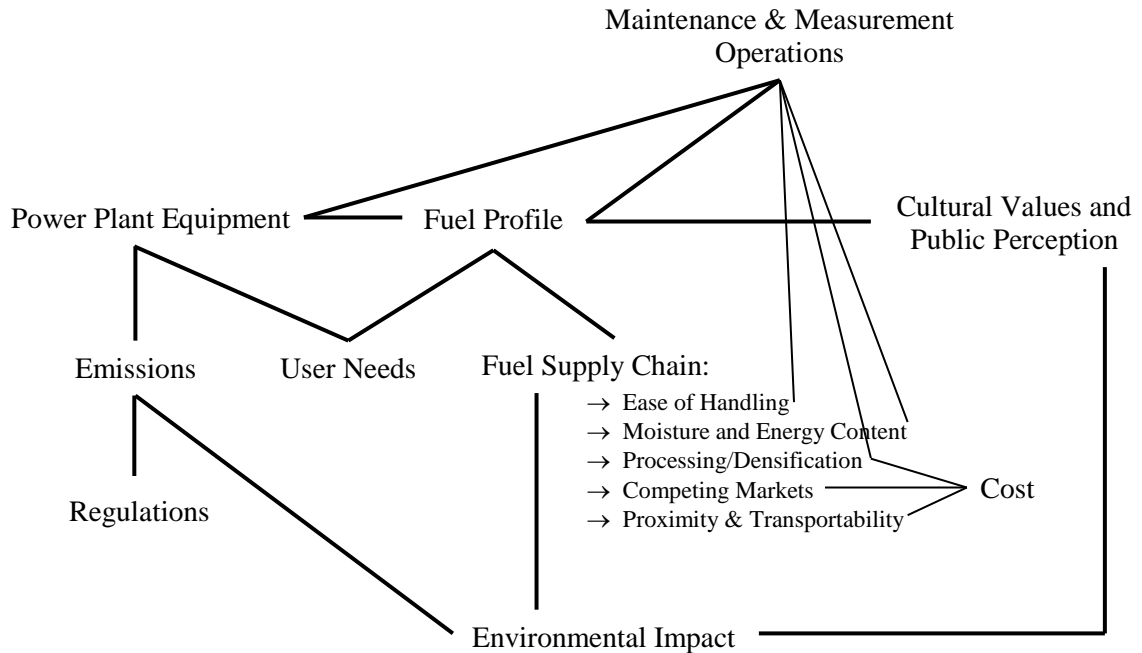 Maintenance & Measurement
Operations
Power Plant Equipment
Fuel Profile
Cultural Values and
Public Perception
Emissions
User Needs
Fuel Supply Chain:
→ Ease of Handling
→ Moisture and Energy Content
→ Processing/Densification
→ Competing Markets
→ Proximity & Transportability
Cost
Regulations
Environmental Impact